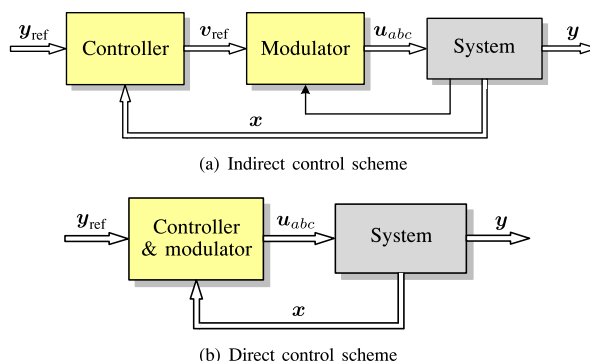 y_ref Controller v_ref Modulator u_abc System y
x
(a) Indirect control scheme
y_ref Controller & modulator u_abc System y
x
(b) Direct control scheme